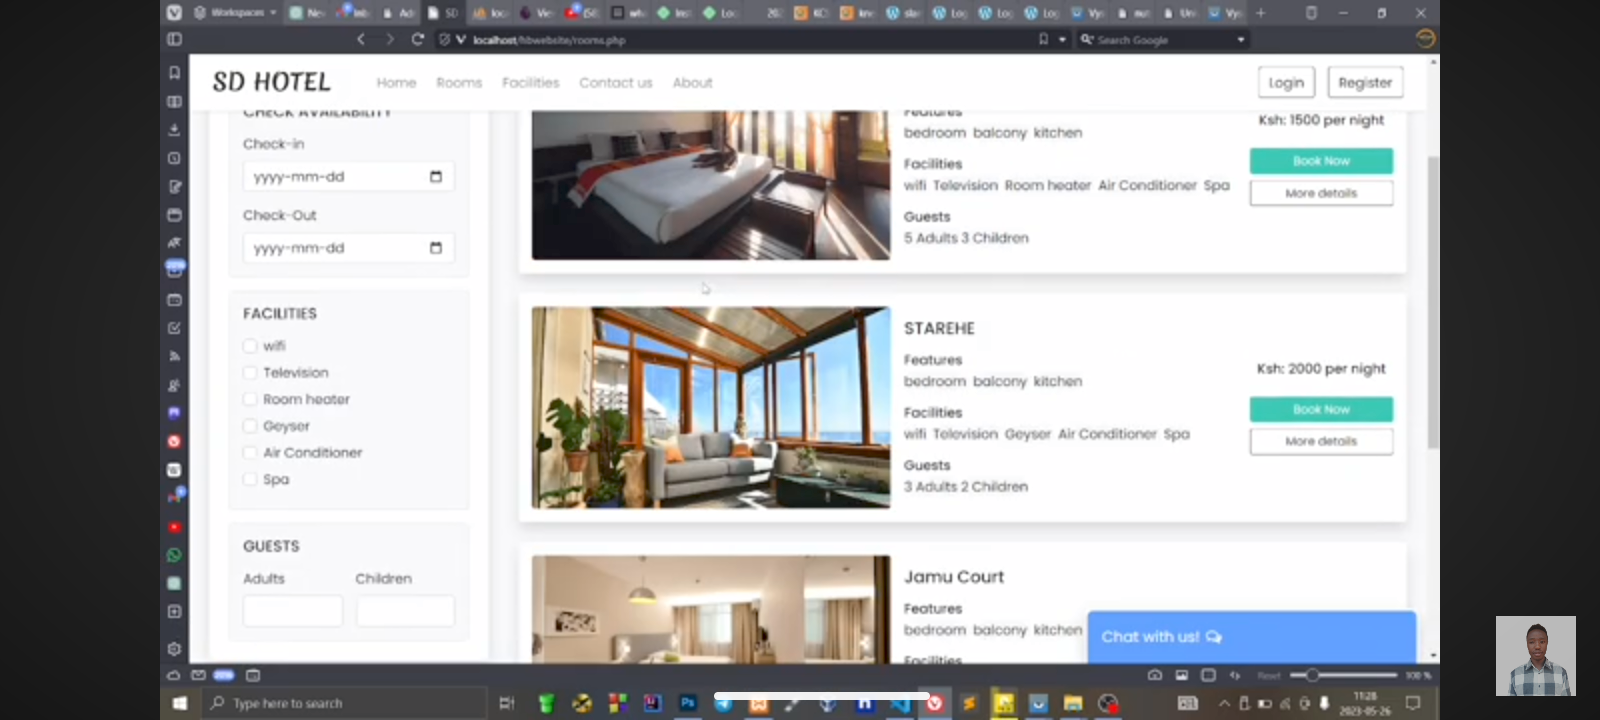 Workspaces
SD
localhost/hbwebsite/rooms.php
Search Google
SD HOTEL
Home Rooms Facilities Contact us About
Login Register
CHECK AVAILABILITY
Check-in
yyyy-mm-dd
Check-Out
yyyy-mm-dd
FACILITIES
wifi
Television
Room heater
Geyser
Air Conditioner
Spa
GUESTS
Adults Children
Features
bedroom balcony kitchen
Facilities
wifi Television Room heater Air Conditioner Spa
Guests
5 Adults 3 Children
Ksh: 1500 per night
Book Now
More details
STAREHE
Features
bedroom balcony kitchen
Facilities
wifi Television Geyser Air Conditioner Spa
Guests
3 Adults 2 Children
Ksh: 2000 per night
Book Now
More details
Jamu Court
Features
bedroom balcony kitchen
Facilities
Chat with us!
Reset 100 %
Type here to search
11:28
2023-05-26